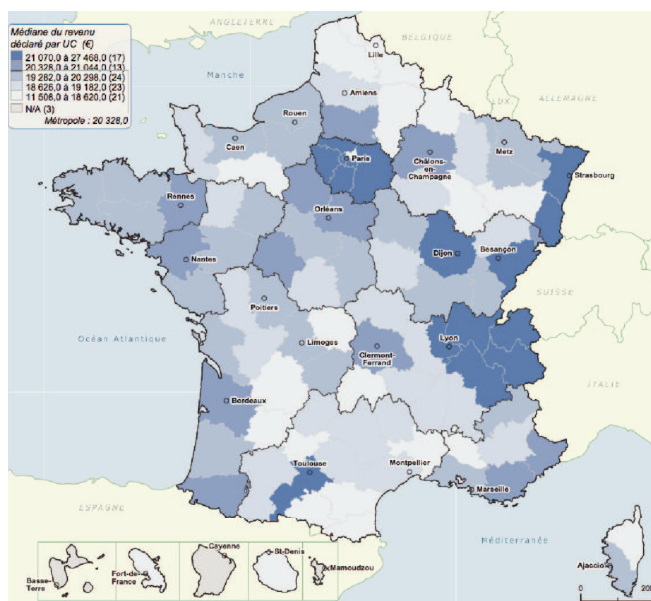 Médiane du revenu
déclaré par UC (€)
21 070,0 à 27 468,0 (17)
20 328,0 à 21 044,0 (13)
19 282,0 à 20 298,0 (24)
18 626,0 à 19 182,0 (23)
11 508,0 à 18 620,0 (21)
N/A (3)
Métropole : 20 328,0
ANGLETERRE
BELGIQUE
LUX
ALLEMAGNE
Manche
Lille
Amiens
Rouen
Caen
Paris
Châlons-
en-
Champagne
Metz
Strasbourg
Rennes
Orléans
Nantes
Dijon
Besançon
SUISSE
Poitiers
Océan Atlantique
Limoges
Clermont-
Ferrand
Lyon
ITALIE
Bordeaux
Toulouse
Montpellier
Marseille
ESPAGNE
Méditerranée
Basse-
Terre
Fort-de-
France
Cayenne
St-Denis
Mamoudzou
Ajaccio
0